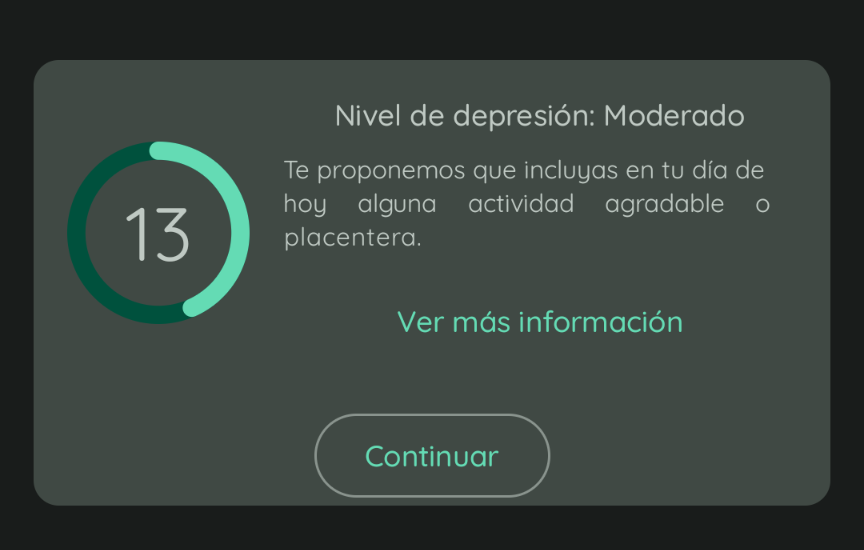 Nivel de depresión: Moderado
13
Te proponemos que incluyas en tu día de
hoy alguna actividad agradable o
placentera.
Ver más información
Continuar